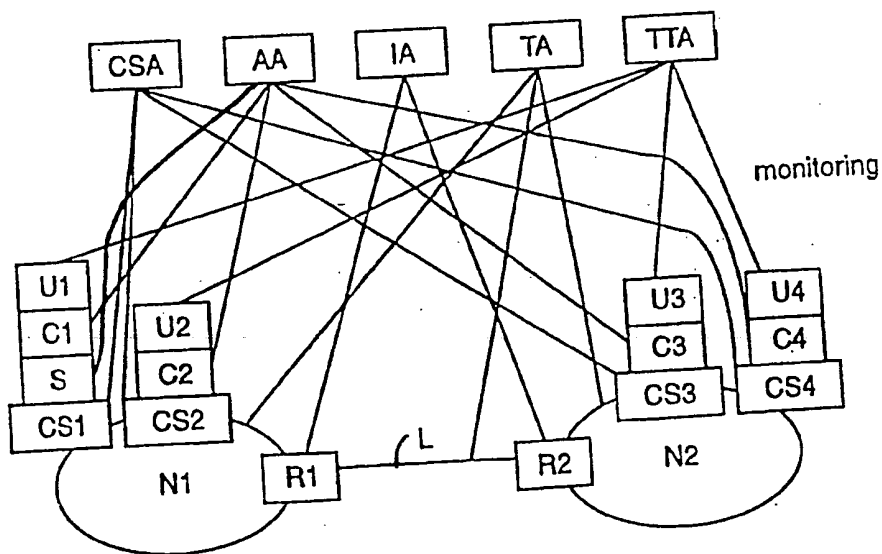 CSA AA IA TA TTA
monitoring
U1
C1
S
CS1
U2
C2
CS2
U3
C3
CS3
U4
C4
CS4
N1
R1
L
R2
N2